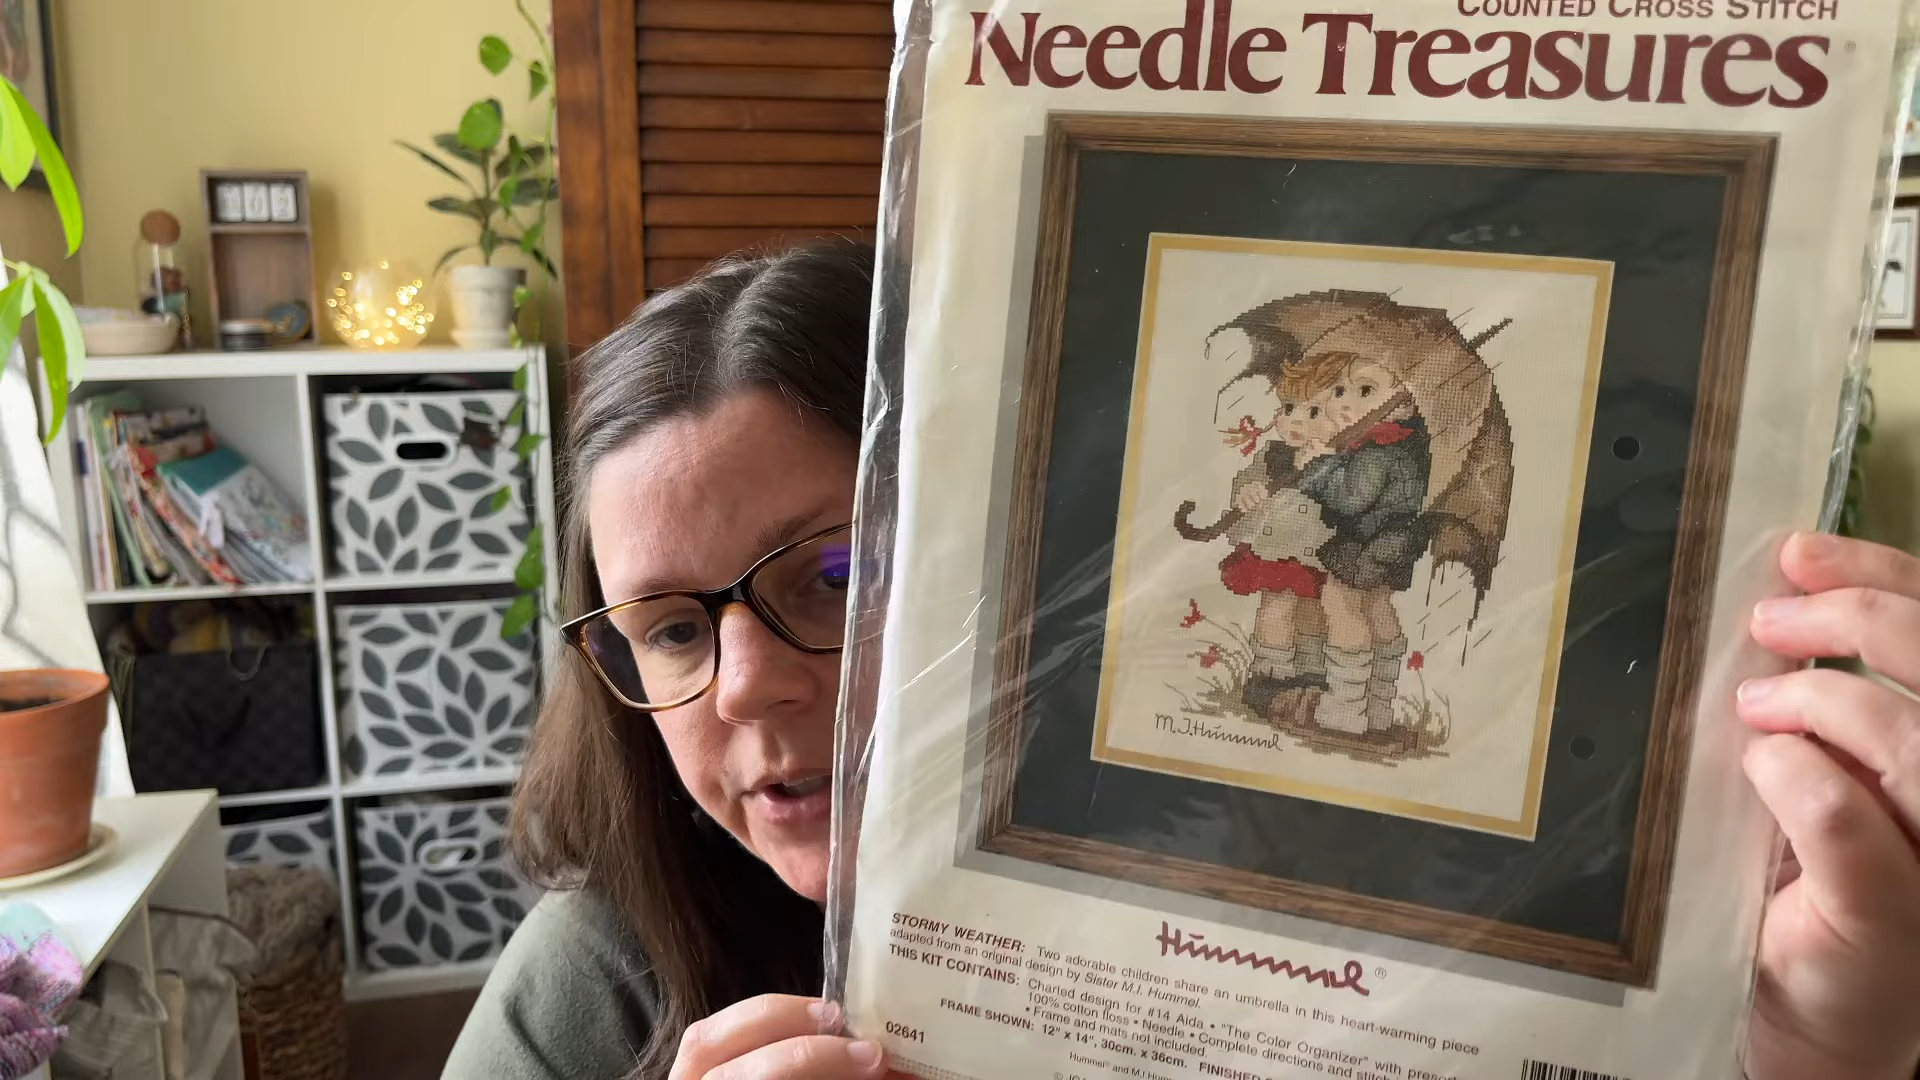 COUNTED CROSS STITCH
Needle Treasures®
M.J.Hummel
Hummel®
STORMY WEATHER: Two adorable children share an umbrella in this heart-warming piece
adapted from an original design by Sister M.I. Hummel.
THIS KIT CONTAINS: Charted design for #14 Aida • "The Color Organizer" with
100% cotton floss • Needle • Complete directions and
• Frame and mats not included.
FRAME SHOWN: 12" x 14", 30cm. x 36cm. FINISHED
02641
Hummel® and M.I.